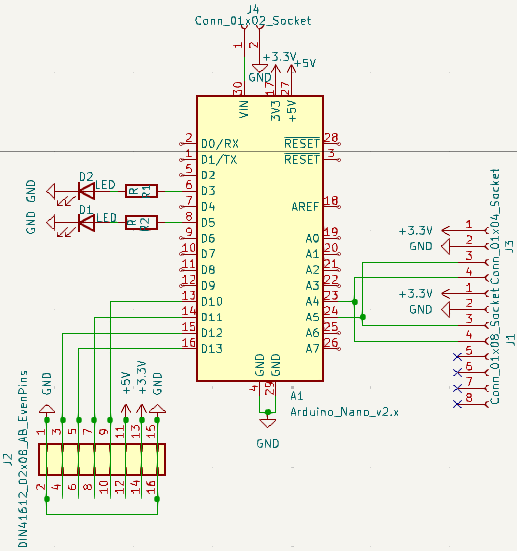 J4
Conn_01x02_Socket
1
2
GND
+3.3V
+5V
30
17
27
VIN
3V3
+5V
2
D0/RX
RESET
28
1
D1/TX
RESET
3
5
D2
D2
LED
R
R1
6
D3
GND
7
D4
AREF
18
D1
LED
R
R2
8
D5
GND
9
D6
A0
19
10
D7
A1
20
11
D8
A2
21
12
D9
A3
22
13
D10
A4
23
14
D11
A5
24
15
D12
A6
25
16
D13
A7
26
GND
GND
4
29
GND
A1
Arduino_Nano_v2.x
+3.3V
1
GND
2
3
4
J3
Conn_01x04_Socket
+3.3V
1
GND
2
3
4
5
6
7
8
J1
Conn_01x08_Socket
GND
+5V
+3.3V
GND
1
3
5
7
9
11
13
15
J2
DIN41612_02x08_AB_EvenPins
2
4
6
8
10
12
14
16